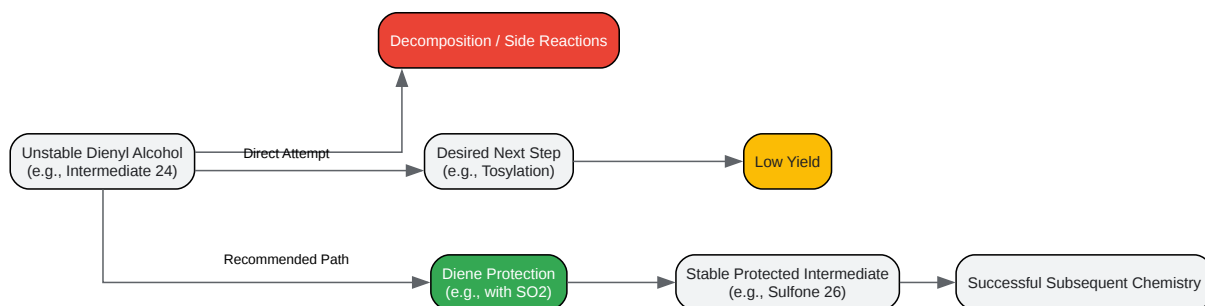 Decomposition / Side Reactions
Unstable Dienyl Alcohol
(e.g., Intermediate 24)
Direct Attempt
Desired Next Step
(e.g., Tosylation)
Low Yield
Recommended Path
Diene Protection
(e.g., with SO2)
Stable Protected Intermediate
(e.g., Sulfone 26)
Successful Subsequent Chemistry